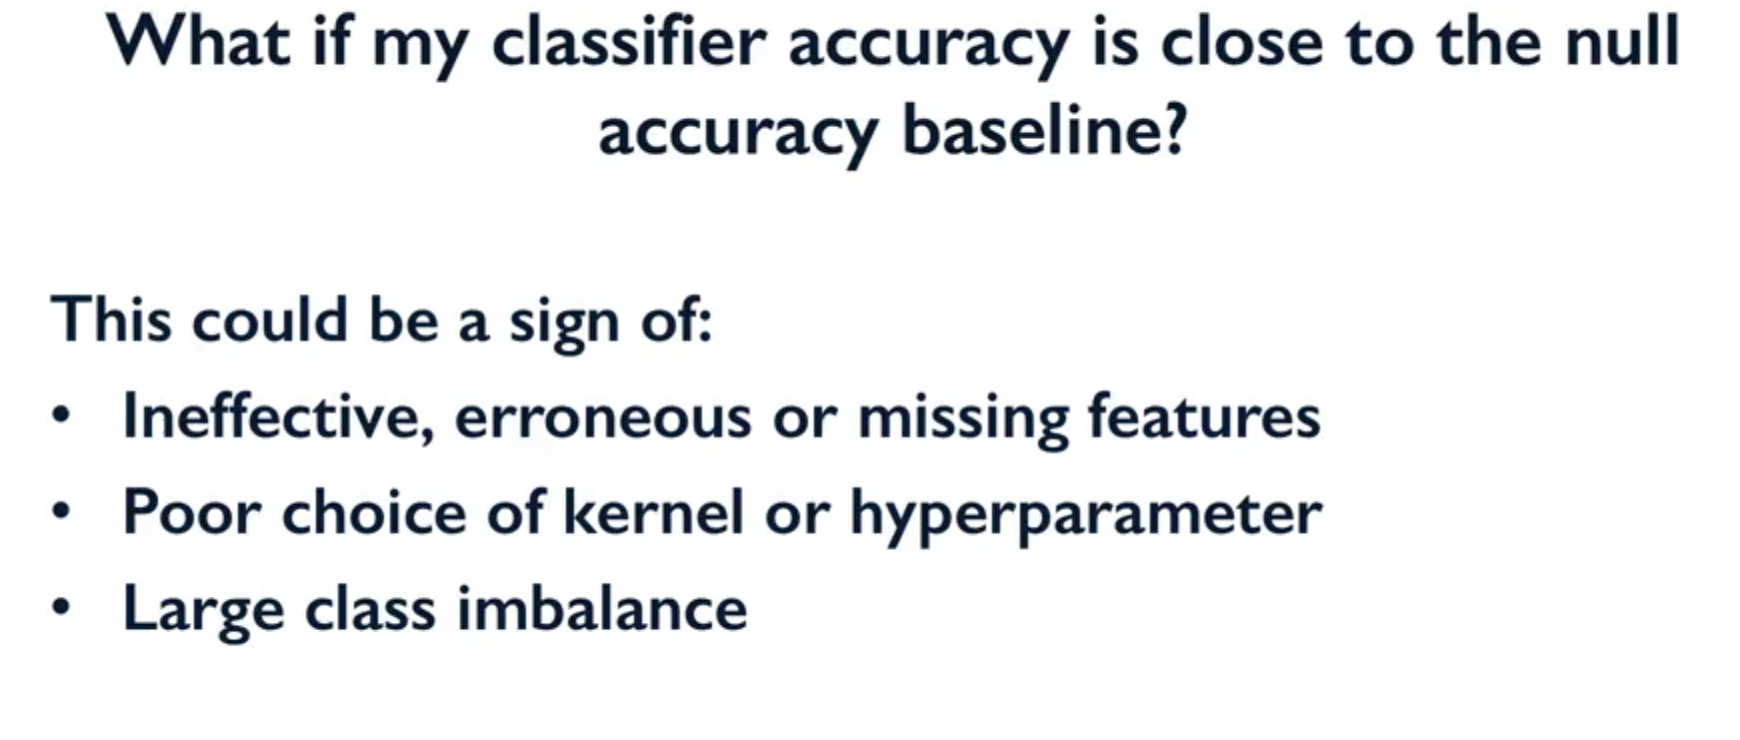 What if my classifier accuracy is close to the null
accuracy baseline?
This could be a sign of:
• Ineffective, erroneous or missing features
• Poor choice of kernel or hyperparameter
• Large class imbalance